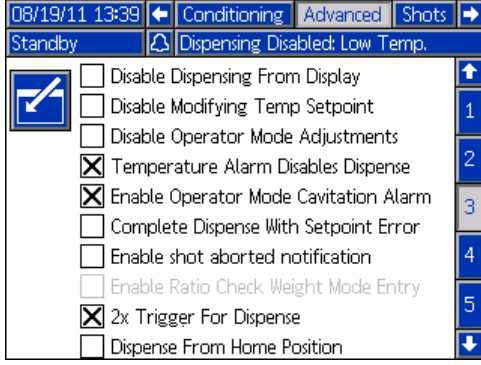 08/19/11 13:39 Conditioning Advanced Shots
Standby Dispensing Disabled: Low Temp.
Disable Dispensing From Display
Disable Modifying Temp Setpoint
Disable Operator Mode Adjustments
Temperature Alarm Disables Dispense
Enable Operator Mode Cavitation Alarm
Complete Dispense With Setpoint Error
Enable shot aborted notification
Enable Ratio Check Weight Mode Entry
2x Trigger For Dispense
Dispense From Home Position
1
2
3
4
5